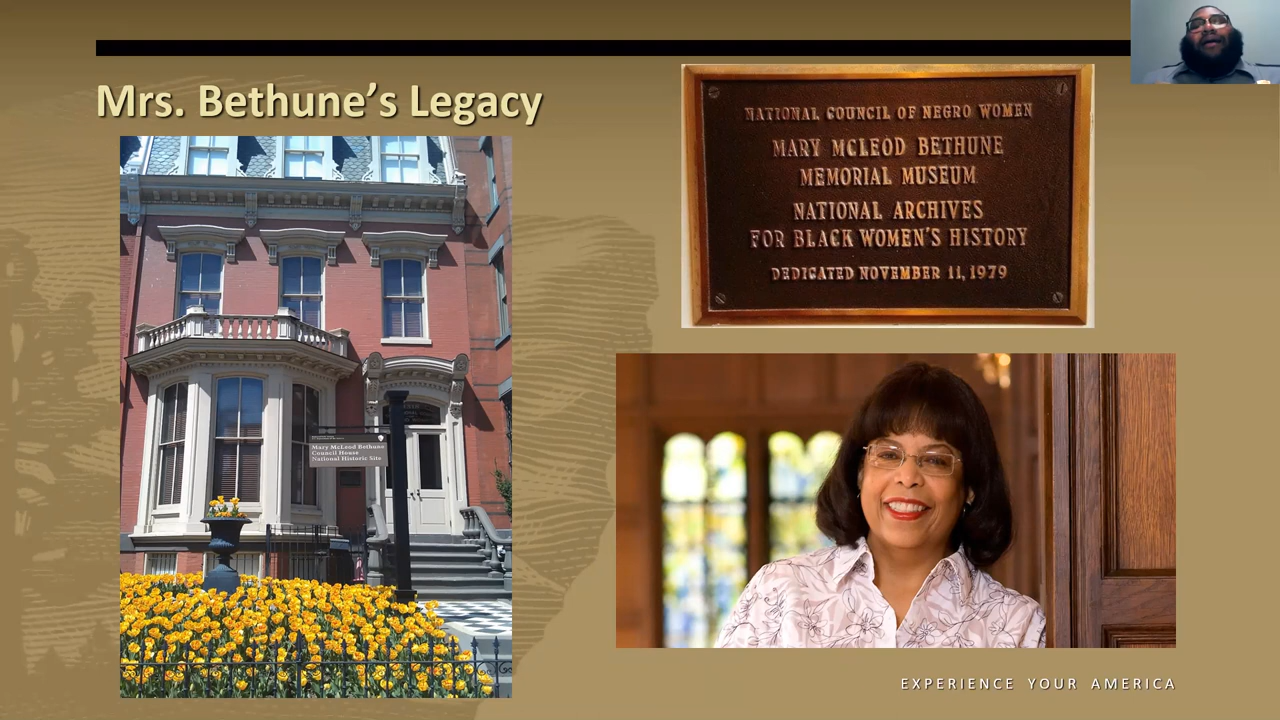 Mrs. Bethune's Legacy
NATIONAL COUNCIL OF NEGRO WOMEN
MARY MCLEOD BETHUNE
MEMORIAL MUSEUM
NATIONAL ARCHIVES
FOR BLACK WOMEN'S HISTORY
DEDICATED NOVEMBER 11, 1979
Mary McLeod Bethune
Council House
National Historic Site
EXPERIENCE YOUR AMERICA